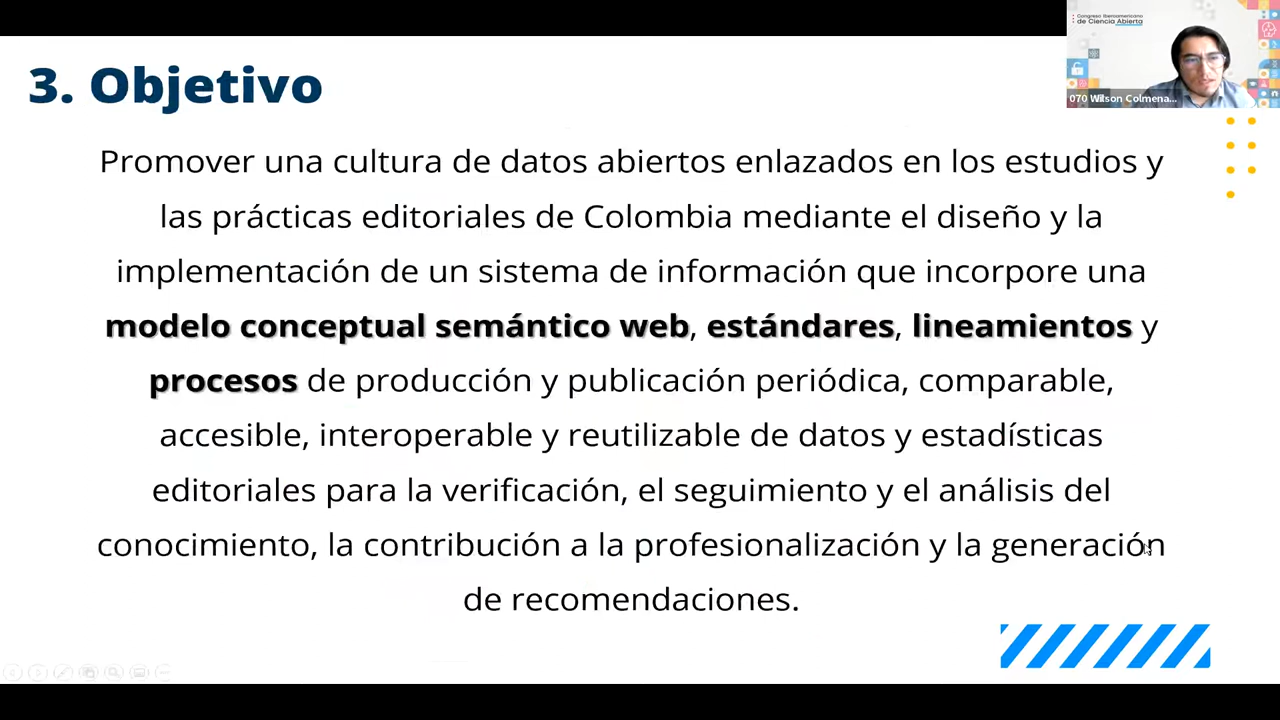 3. Objetivo
Promover una cultura de datos abiertos enlazados en los estudios y
las prácticas editoriales de Colombia mediante el diseño y la
implementación de un sistema de información que incorpore una
modelo conceptual semántico web, estándares, lineamientos y
procesos de producción y publicación periódica, comparable,
accesible, interoperable y reutilizable de datos y estadísticas
editoriales para la verificación, el seguimiento y el análisis del
conocimiento, la contribución a la profesionalización y la generación
de recomendaciones.
Congreso Iberoamericano
de Ciencia Abierta
070 Wilson Colmena...